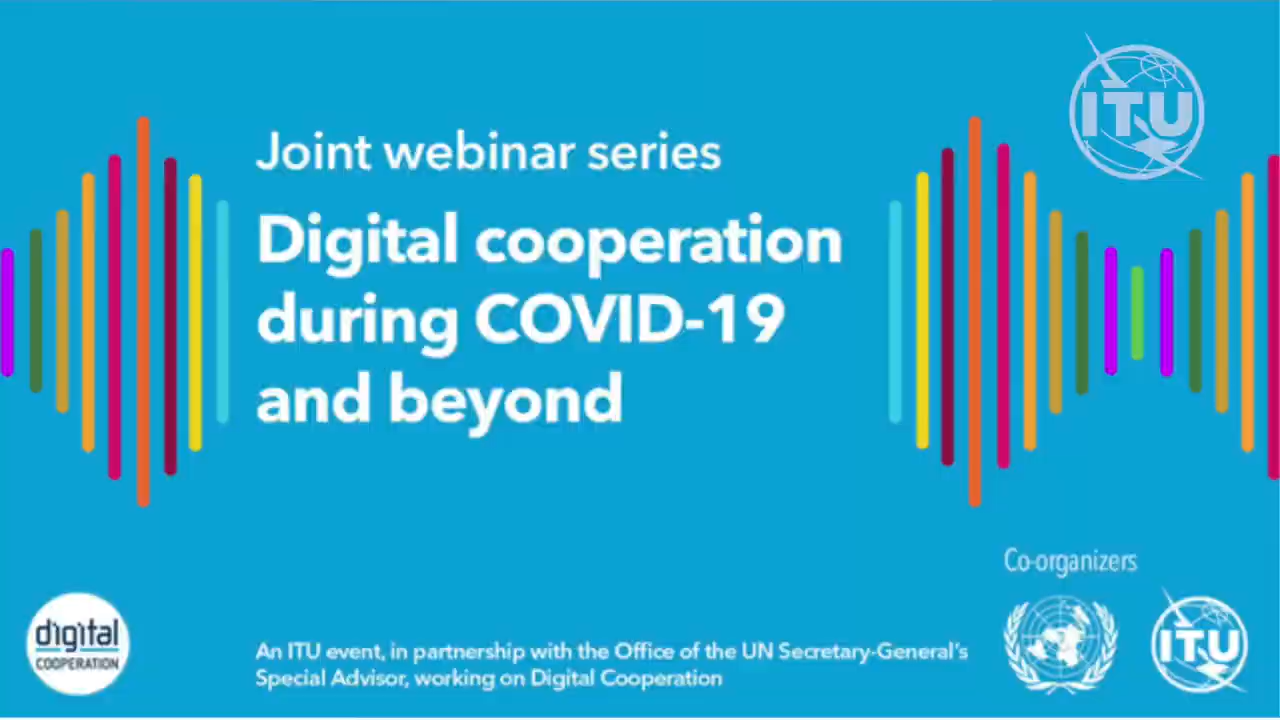 ITU
Joint webinar series
Digital cooperation
during COVID-19
and beyond
Co-organizers
digital
COOPERATION
An ITU event, in partnership with the Office of the UN Secretary-General's
Special Advisor, working on Digital Cooperation
ITU